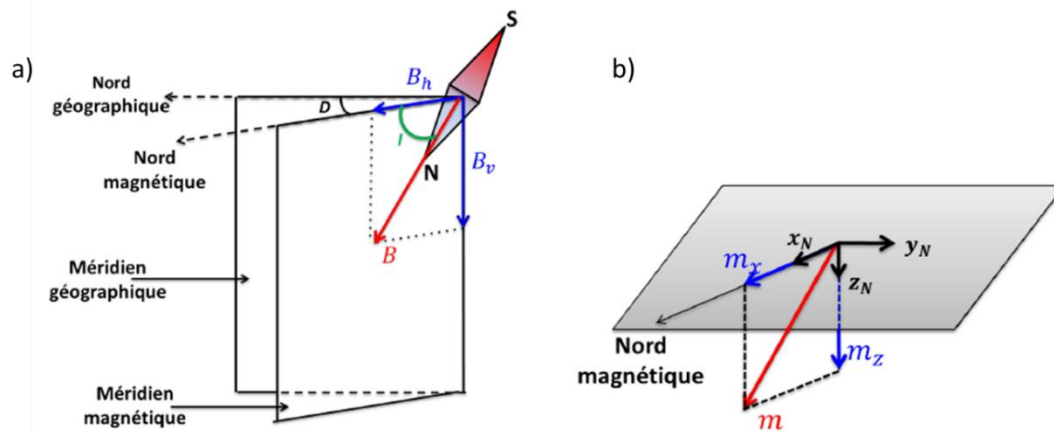 a)
S
Nord
géographique
D
B_h
I
Nord
magnétique
N
B_v
B
Méridien
géographique
Méridien
magnétique
b)
x_N
y_N
m_x
z_N
Nord
magnétique
m_z
m